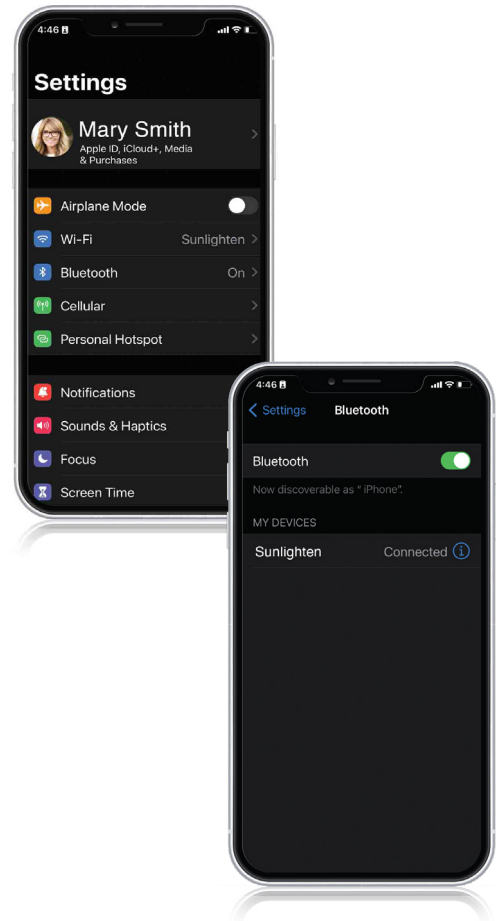 4:46
Settings
Mary Smith
Apple ID, iCloud+, Media
& Purchases
Airplane Mode
Wi-Fi Sunlighten
Bluetooth On
Cellular
Personal Hotspot
Notifications
Sounds & Haptics
Focus
Screen Time
4:46
Settings Bluetooth
Bluetooth
Now discoverable as “ iPhone”.
MY DEVICES
Sunlighten Connected